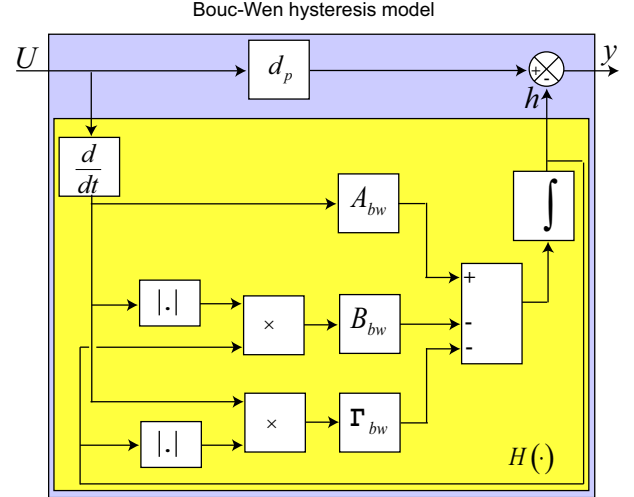 Bouc-Wen hysteresis model
U
d_p
+
-
y
h
d/dt
A_bw
∫
|.|
×
B_bw
+
-
-
×
Γ_bw
|.|
H(·)